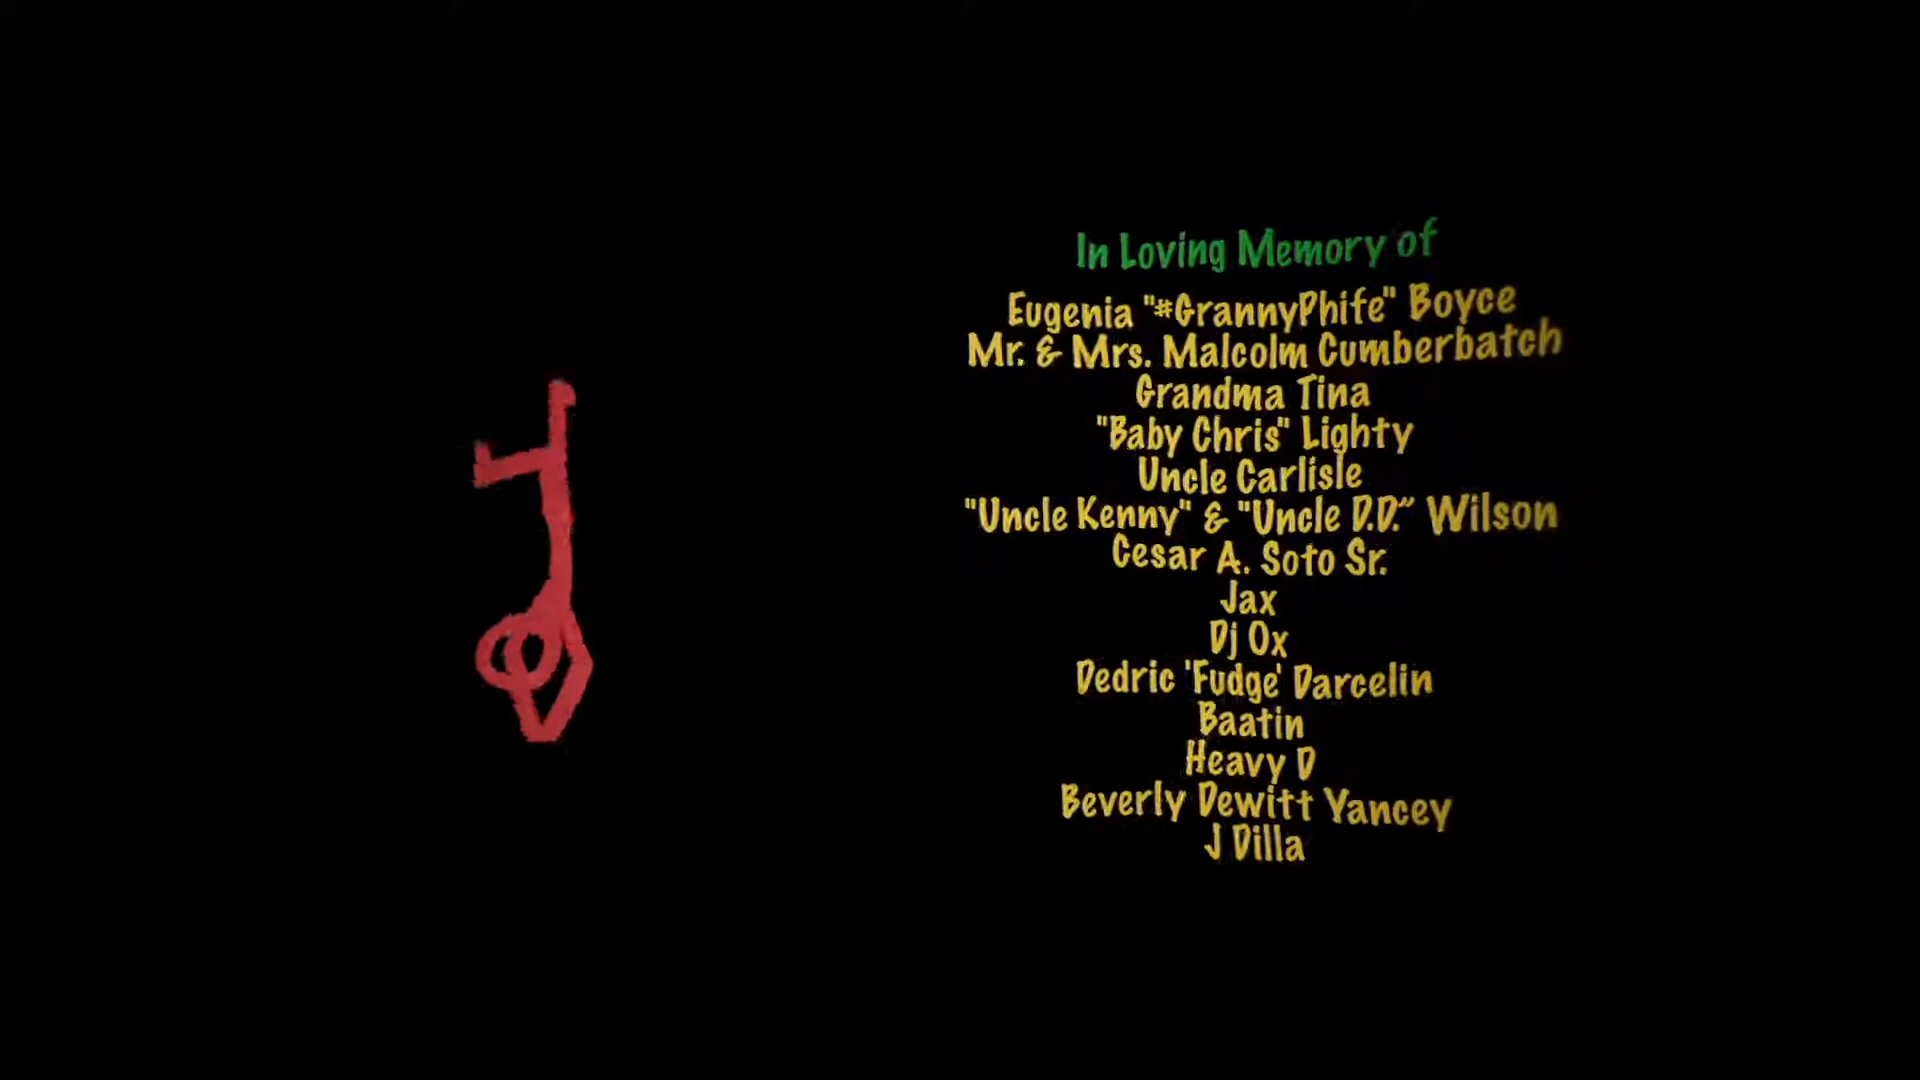 In Loving Memory of
Eugenia "#GrannyPhife" Boyce
Mr. & Mrs. Malcolm Cumberbatch
Grandma Tina
"Baby Chris" Lighty
Uncle Carlisle
"Uncle Kenny" & "Uncle D.D.” Wilson
Cesar A. Soto Sr.
Jax
Dj Ox
Dedric 'Fudge' Darcelin
Baatin
Heavy D
Beverly Dewitt Yancey
J Dilla